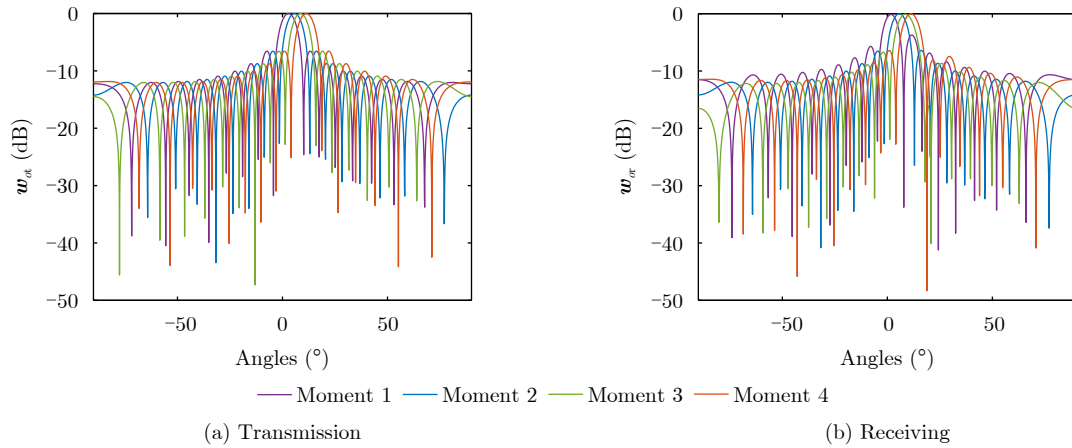 0
−10
−20
−30
−40
−50
w_ot (dB)
−50
0
50
Angles (°)
0
−10
−20
−30
−40
−50
w_or (dB)
−50
0
50
Angles (°)
Moment 1 Moment 2 Moment 3 Moment 4
(a) Transmission
(b) Receiving